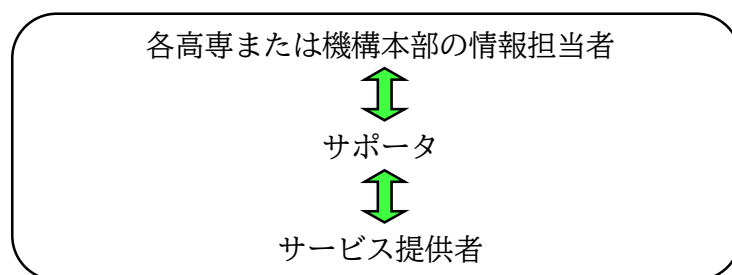 各高専または機構本部の情報担当者
サポータ
サービス提供者